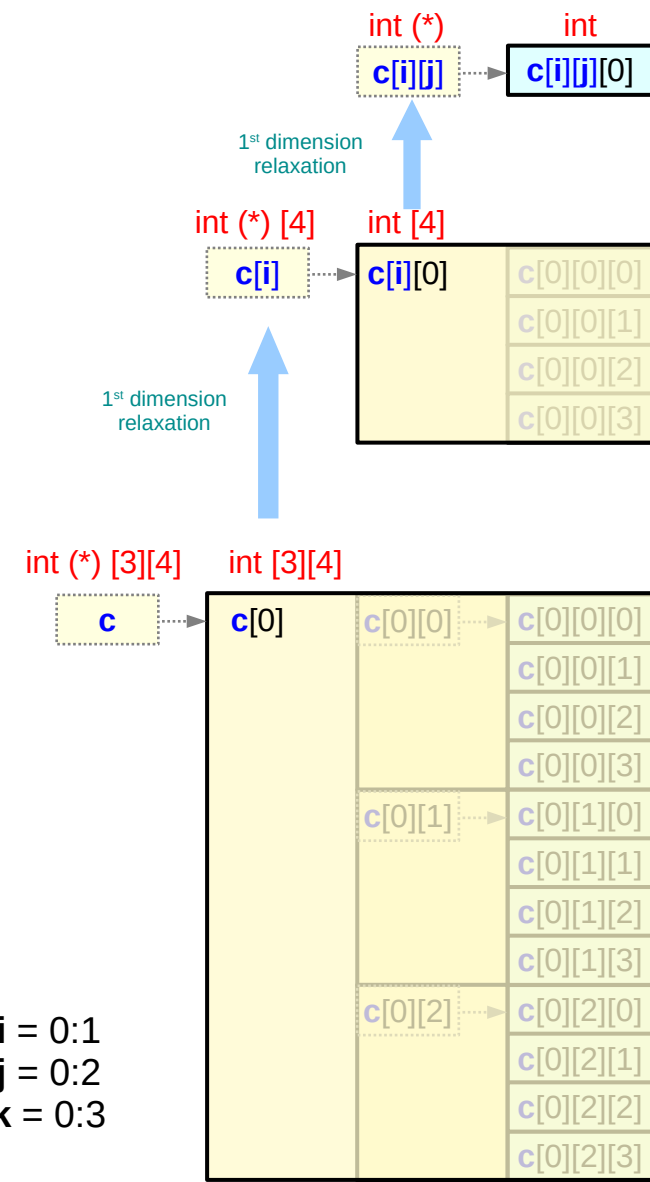 int (*) int
c[i][j] c[i][j][0]
1st dimension
relaxation
int (*) [4] int [4]
c[i] c[i][0] c[0][0][0]
c[0][0][1]
c[0][0][2]
c[0][0][3]
1st dimension
relaxation
int (*) [3][4] int [3][4]
c c[0] c[0][0] c[0][0][0]
c[0][0][1]
c[0][0][2]
c[0][0][3]
c[0][1] c[0][1][0]
c[0][1][1]
c[0][1][2]
c[0][1][3]
c[0][2] c[0][2][0]
i = 0:1
c[0][2][1]
j = 0:2
c[0][2][2]
k = 0:3
c[0][2][3]